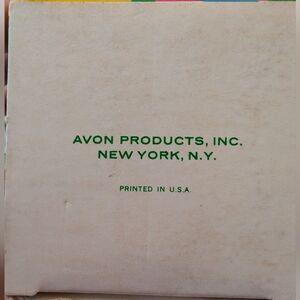 AVON PRODUCTS, INC.
NEW YORK, N.Y.
PRINTED IN U.S.A.